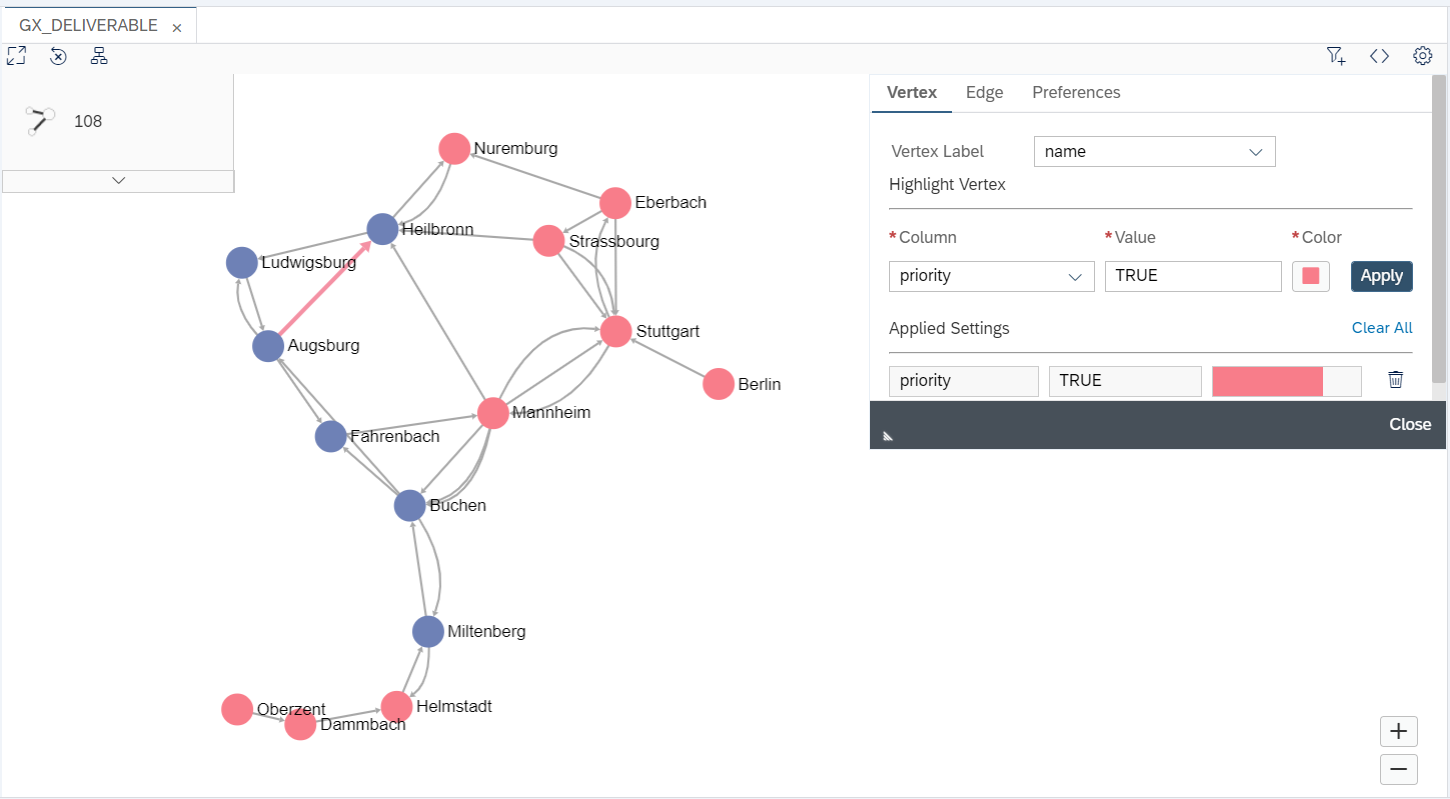 GX_DELIVERABLE
108
Vertex Edge Preferences
Vertex Label name
Highlight Vertex
*Column *Value *Color
priority TRUE Apply
Applied Settings Clear All
priority TRUE
Close
Nuremburg
Eberbach
Heilbronn
Strassbourg
Ludwigsburg
Stuttgart
Augsburg
Berlin
Mannheim
Fahrenbach
Buchen
Miltenberg
Helmstadt
Oberzent
Dammbach